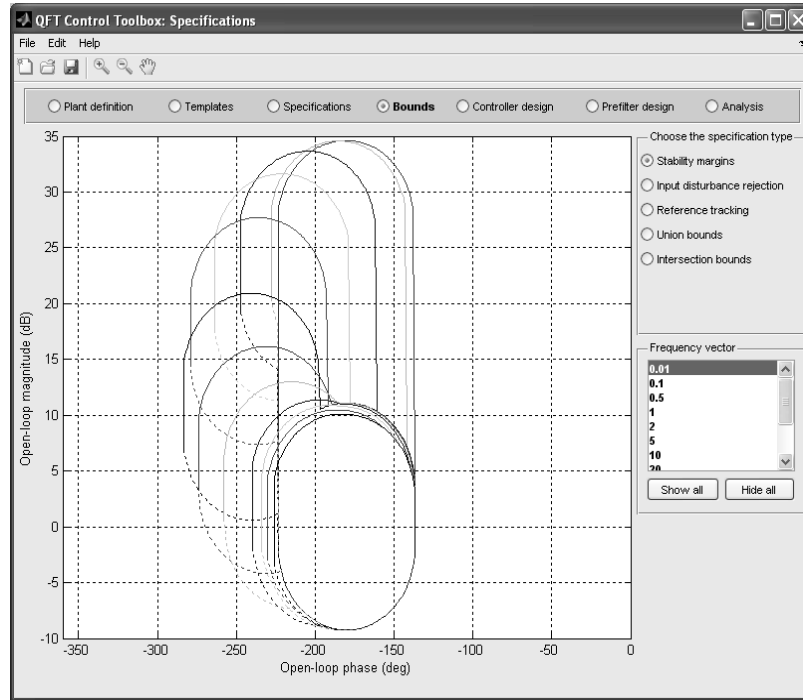 QFT Control Toolbox: Specifications
File Edit Help
Plant definition Templates Specifications Bounds Controller design Prefilter design Analysis
Choose the specification type
Stability margins
Input disturbance rejection
Reference tracking
Union bounds
Intersection bounds
Frequency vector
0.01
0.1
0.5
1
2
5
10
20
Show all Hide all
Open-loop magnitude (dB)
35
30
25
20
15
10
5
0
-5
-10
-350 -300 -250 -200 -150 -100 -50 0
Open-loop phase (deg)